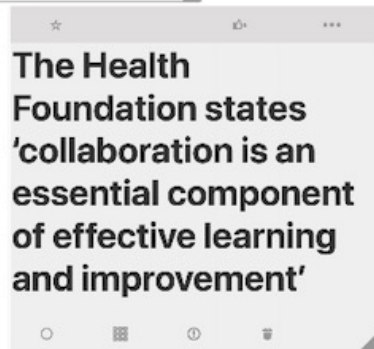 The Health
Foundation states
‘collaboration is an
essential component
of effective learning
and improvement’